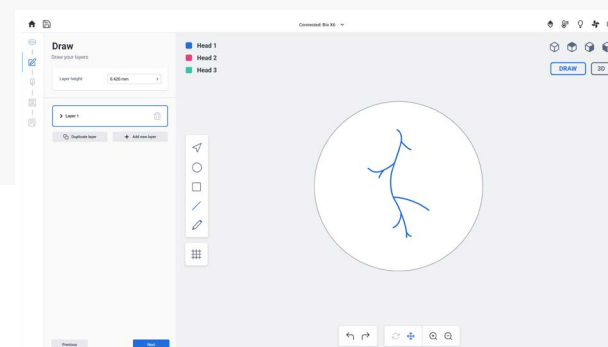 Connected: Bio X6
Draw
Draw your layers
Layer height
0.420 mm
Layer 1
Duplicate layer
Add new layer
Previous
Next
Head 1
Head 2
Head 3
DRAW
3D